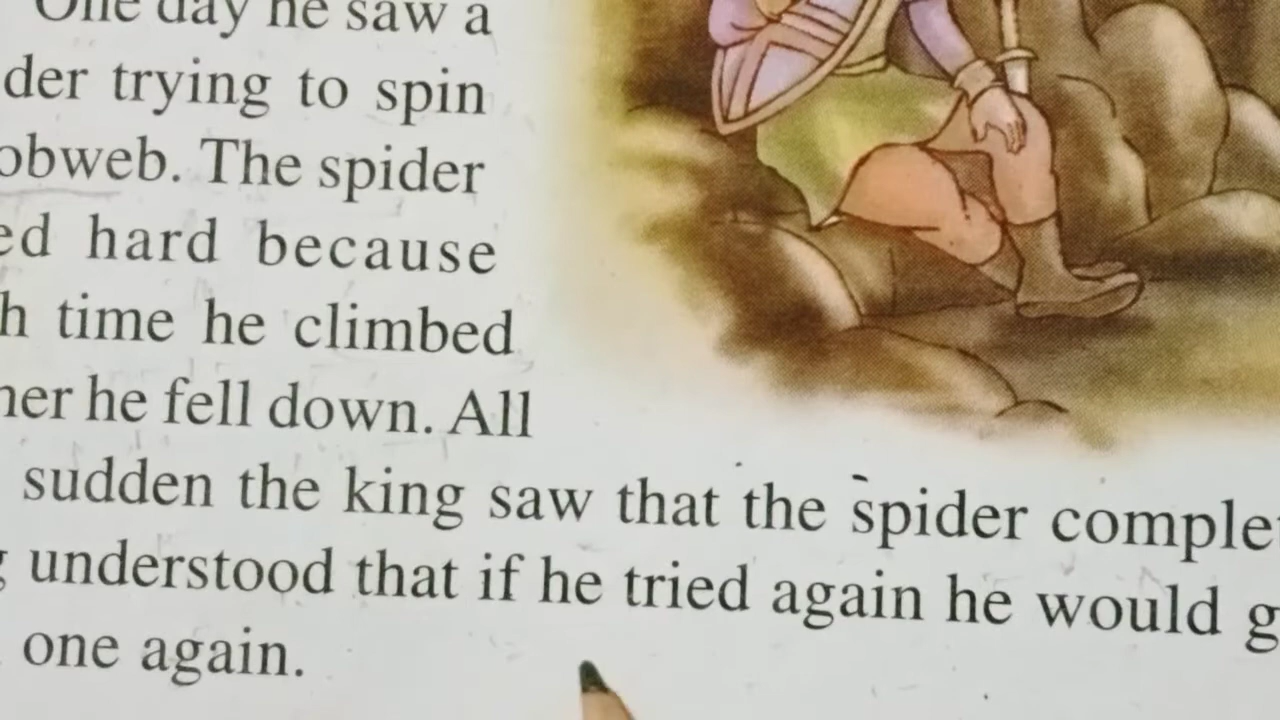 One day he saw a
der trying to spin
obweb. The spider
ed hard because
h time he climbed
her he fell down. All
sudden the king saw that the spider comple
understood that if he tried again he would g
one again.